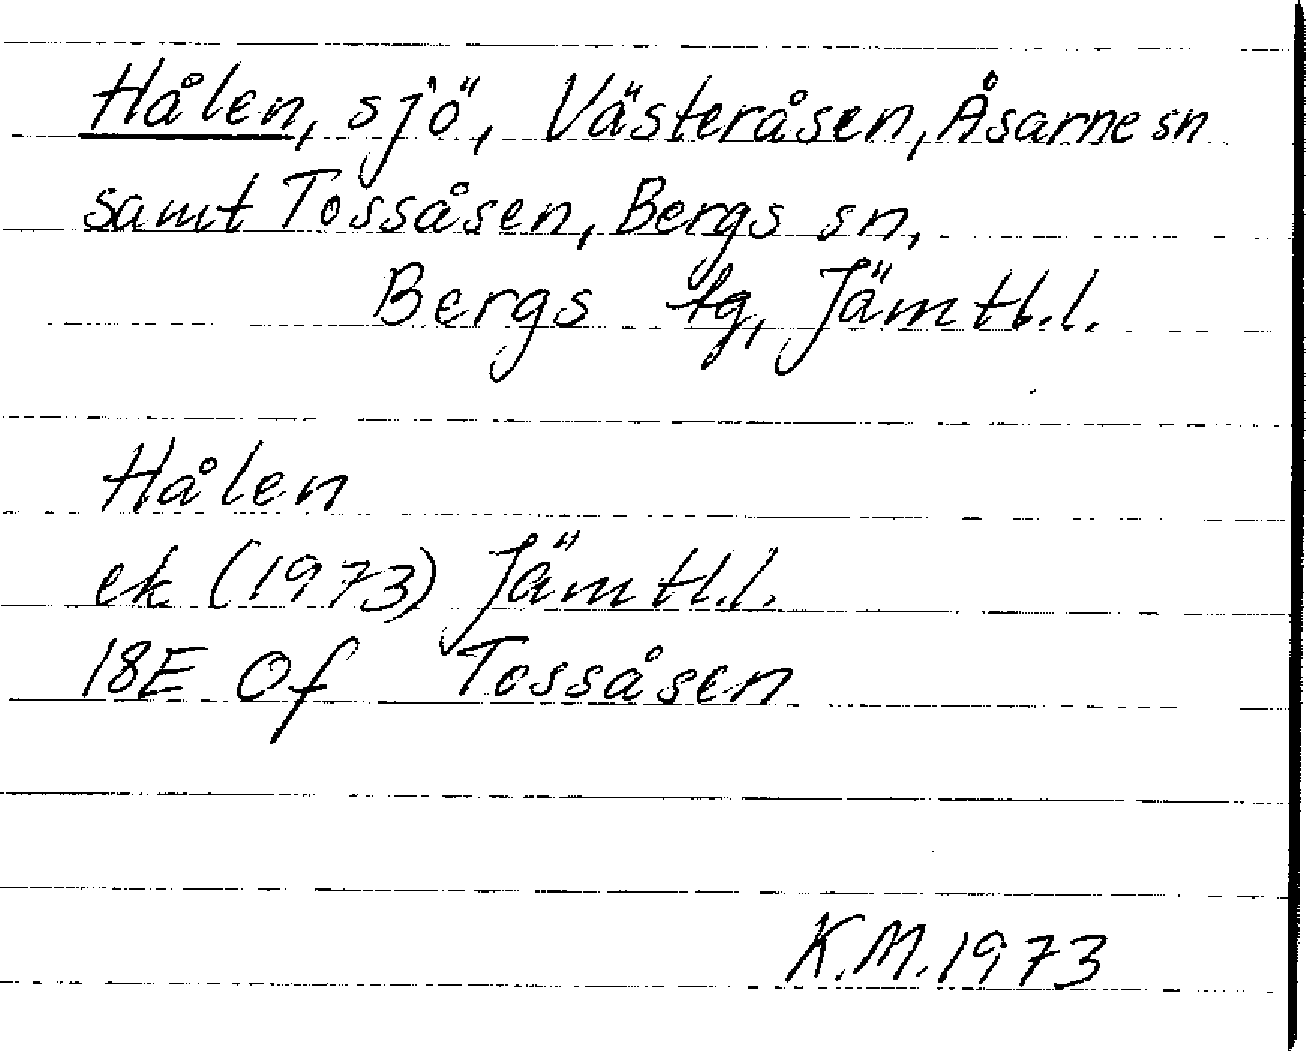 Hålen, sjö, Västeråsen, Åsarne sn
samt Tossåsen, Bergs sn,
Bergs tg, Jämtl.l.
Hålen
ek (1973) Jämtl.l.
18E Of Tossåsen
K.M. 1973